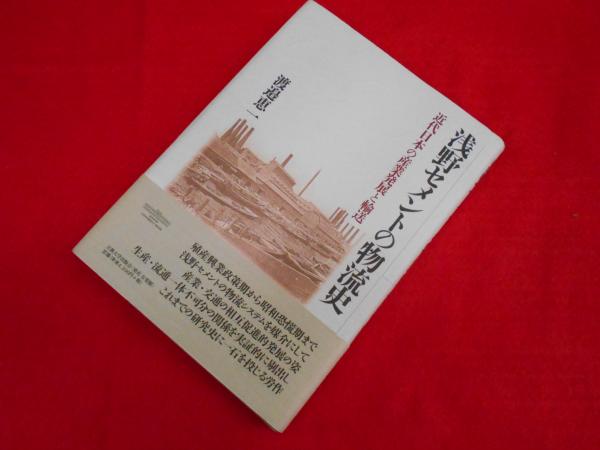 浅野セメントの物流史
近代日本の産業発展と輸送
渡邉恵一
殖産興業政策期から昭和恐慌期まで
浅野セメントの物流システムを媒介にして
産業・交通の相互促進的発展の姿
生産・流通一体不可分の関係を実証的に剔出し
これまでの研究史に一石を投じる労作